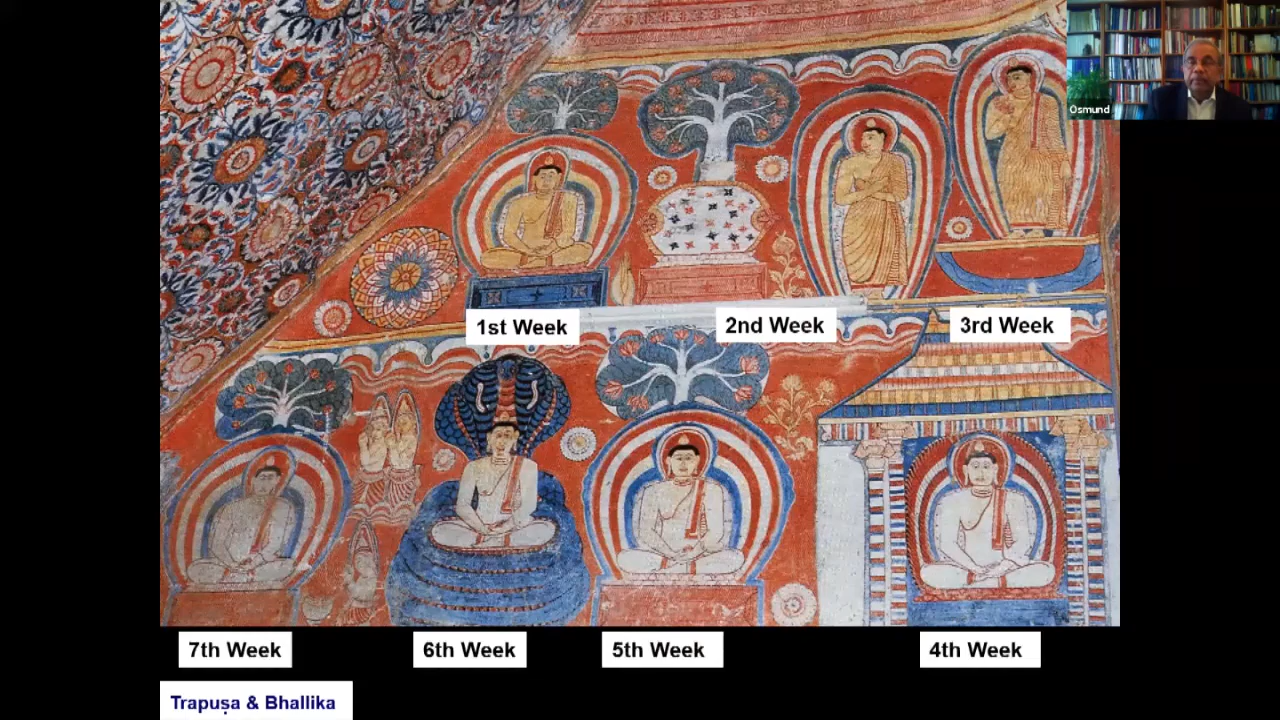 Osmund
1st Week
2nd Week
3rd Week
7th Week
6th Week
5th Week
4th Week
Trapuṣa & Bhallika